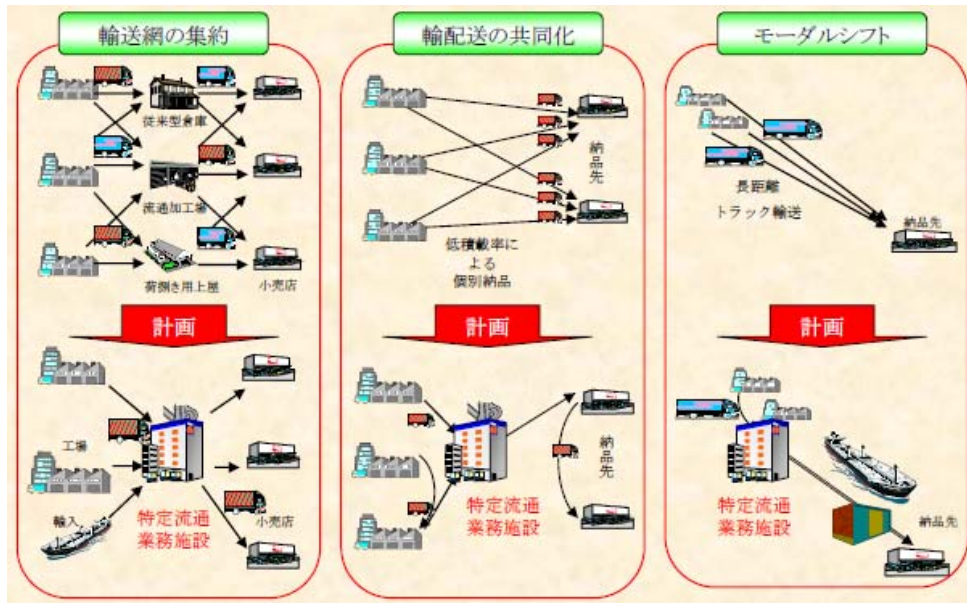 輸送網の集約
従来型倉庫
流通加工場
荷捌き用上屋
小売店
計画
工場
輸入
特定流通
業務施設
小売店
輸配送の共同化
納品先
低積載率に
よる
個別納品
計画
納品先
特定流通
業務施設
モーダルシフト
長距離
トラック輸送
納品先
計画
特定流通
業務施設
納品先